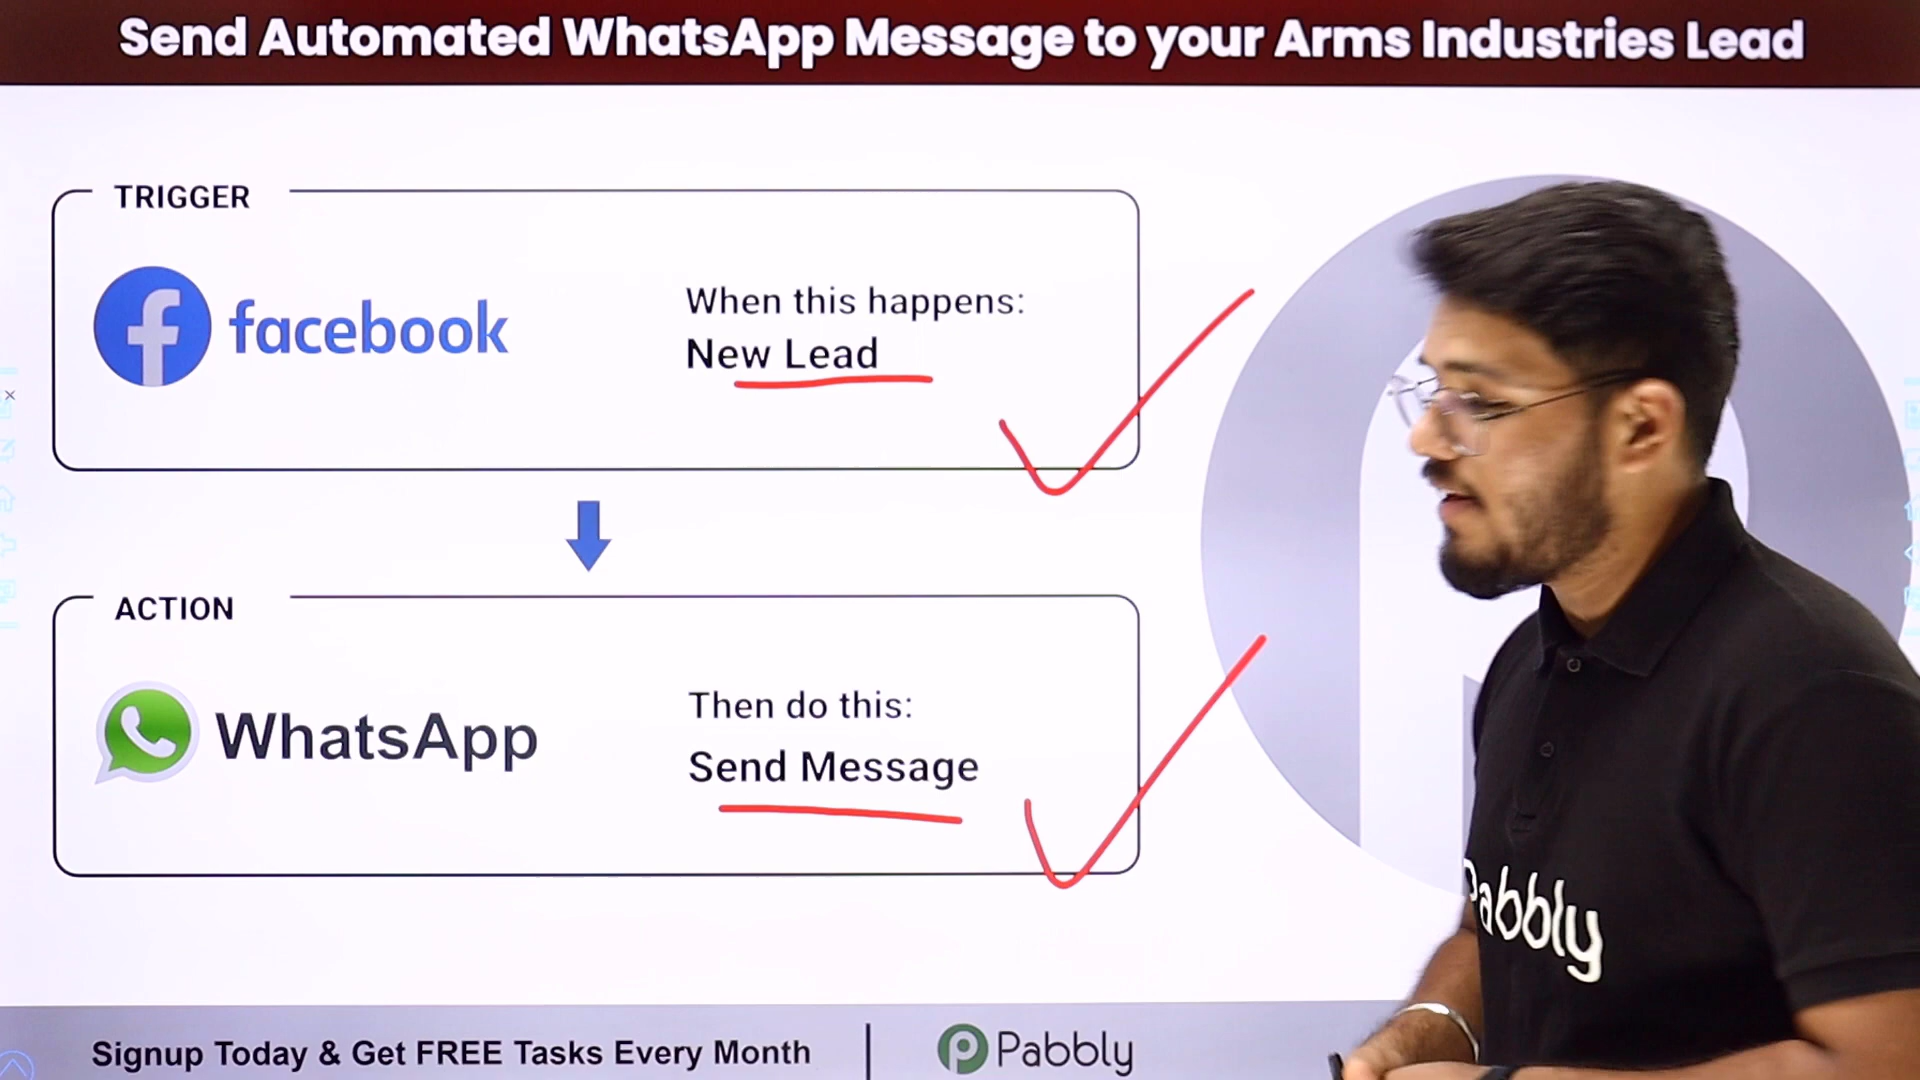 Send Automated WhatsApp Message to your Arms Industries Lead
TRIGGER
facebook
When this happens:
New Lead
ACTION
WhatsApp
Then do this:
Send Message
Pabbly
Signup Today & Get FREE Tasks Every Month
Pabbly